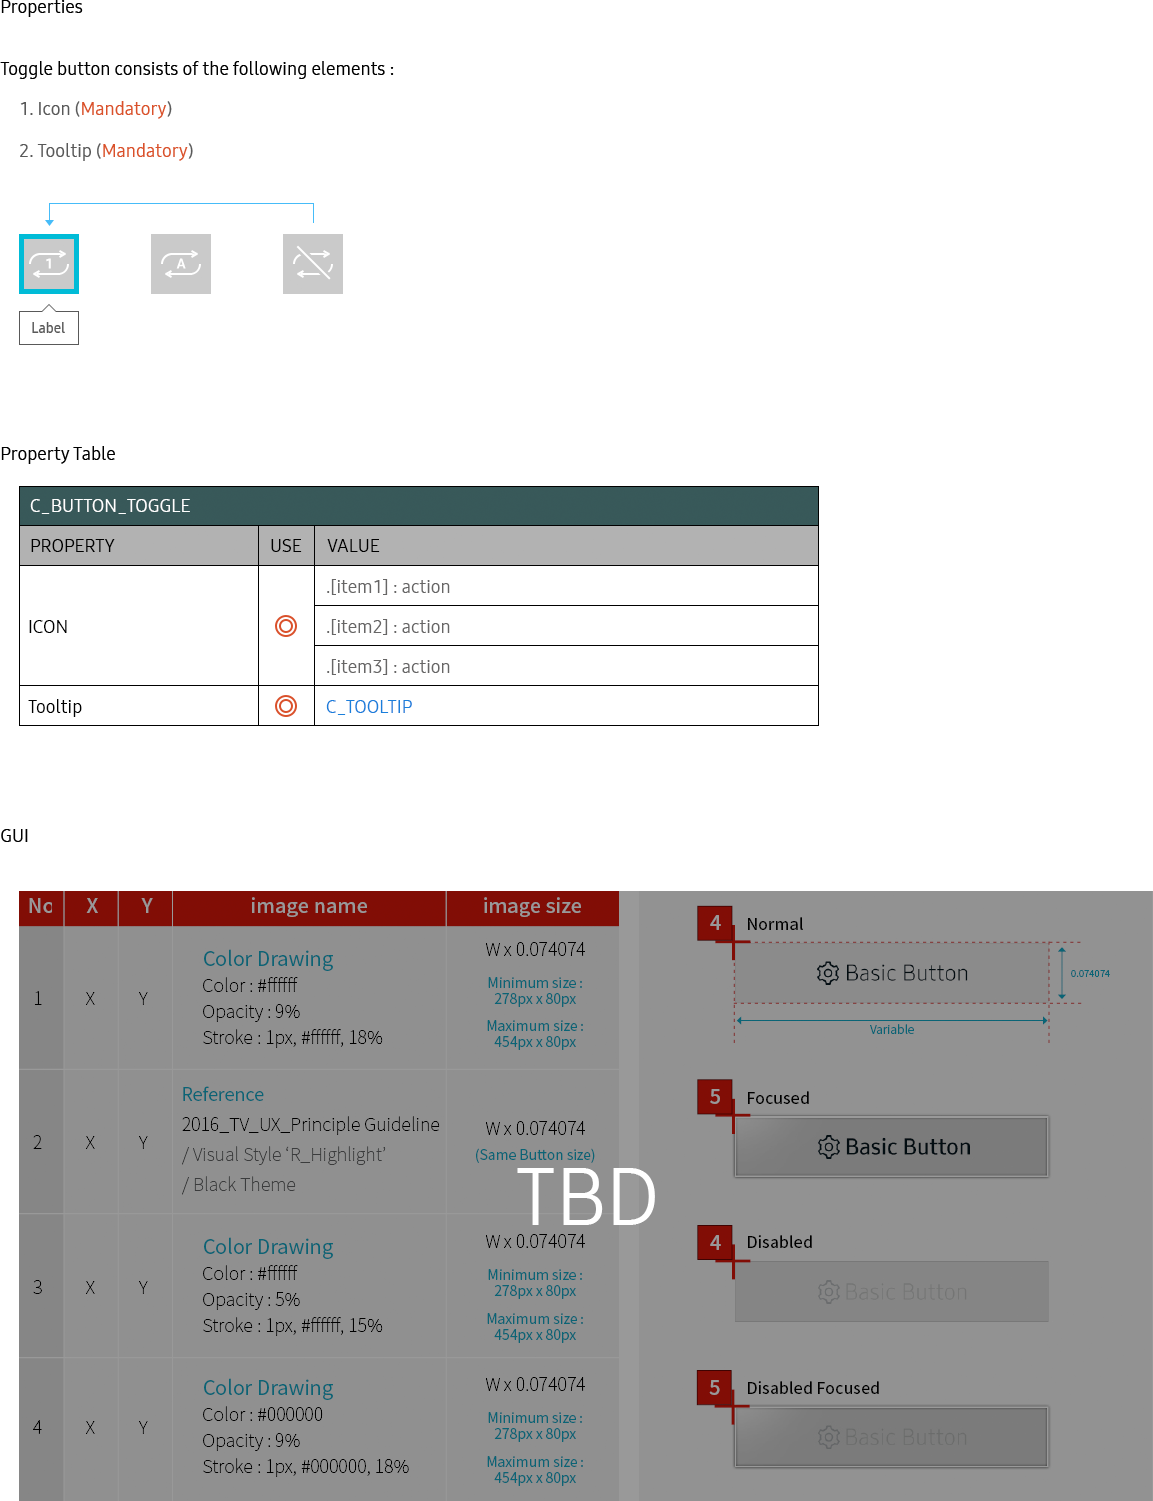 Properties
Toggle button consists of the following elements :
1. Icon (Mandatory)
2. Tooltip (Mandatory)
1
A
Label
Property Table
C_BUTTON_TOGGLE
PROPERTY USE VALUE
ICON
.[item1] : action
.[item2] : action
.[item3] : action
Tooltip C_TOOLTIP
GUI
No X Y image name image size
1 X Y
Color Drawing
Color : #ffffff
Opacity : 9%
Stroke : 1px, #ffffff, 18%
W x 0.074074
Minimum size :
278px x 80px
Maximum size :
454px x 80px
2 X Y
Reference
2016_TV_UX_Principle Guideline
/ Visual Style ‘R_Highlight’
/ Black Theme
W x 0.074074
(Same Button size)
TBD
3 X Y
Color Drawing
Color : #ffffff
Opacity : 5%
Stroke : 1px, #ffffff, 15%
W x 0.074074
Minimum size :
278px x 80px
Maximum size :
454px x 80px
4 X Y
Color Drawing
Color : #000000
Opacity : 9%
Stroke : 1px, #000000, 18%
W x 0.074074
Minimum size :
278px x 80px
Maximum size :
454px x 80px
4 Normal
Basic Button
0.074074
Variable
5 Focused
Basic Button
4 Disabled
Basic Button
5 Disabled Focused
Basic Button